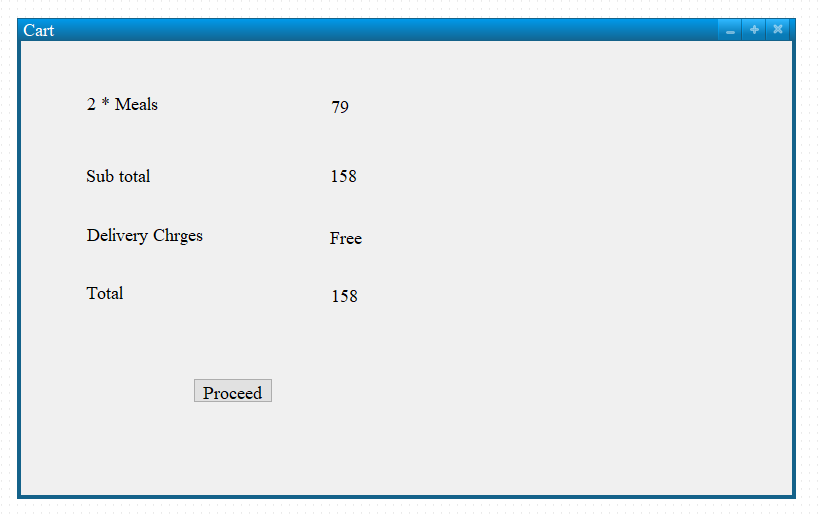 Cart
2 * Meals 79
Sub total 158
Delivery Chrges Free
Total 158
Proceed